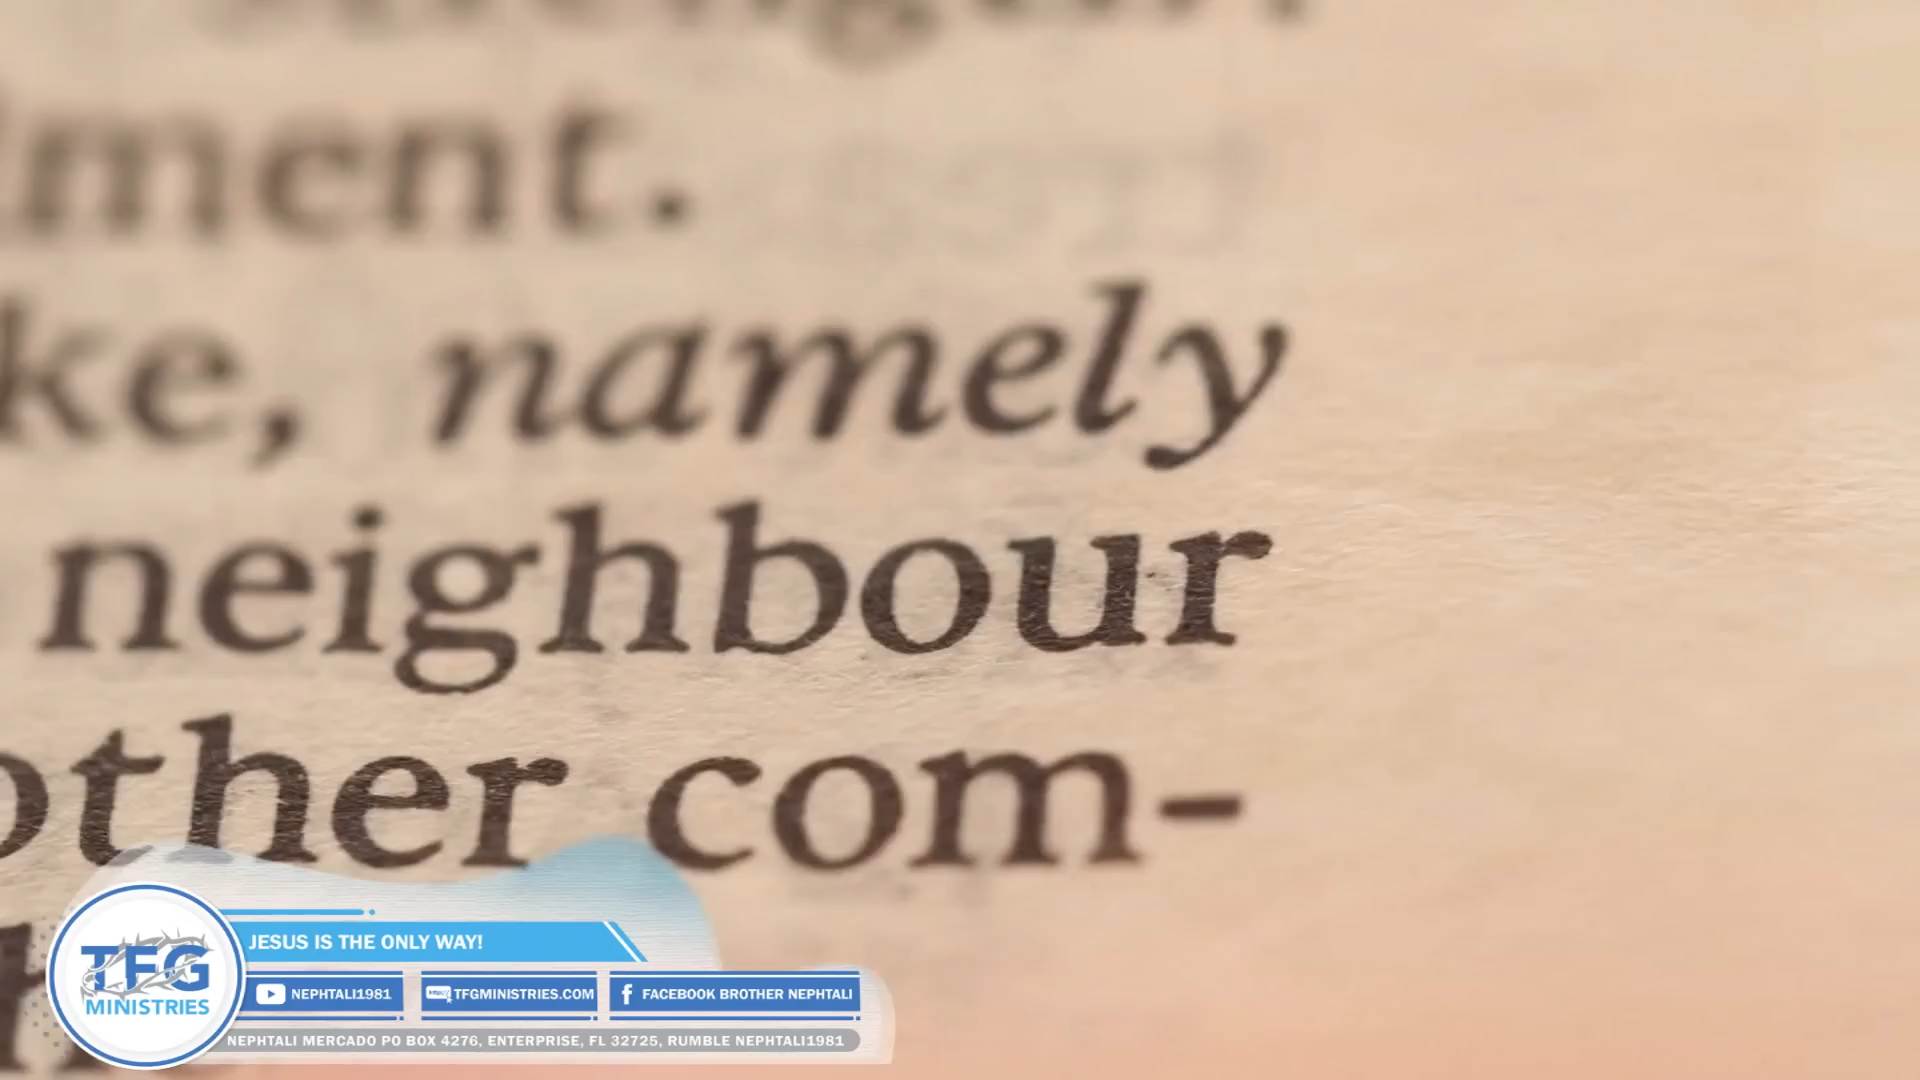 ment.
ke, namely
neighbour
other com-
JESUS IS THE ONLY WAY!
TFG
MINISTRIES
NEPHTALI1981
TFGMINISTRIES.COM
FACEBOOK BROTHER NEPHTALI
NEPHTALI MERCADO PO BOX 4276, ENTERPRISE, FL 32725, RUMBLE NEPHTALI1981